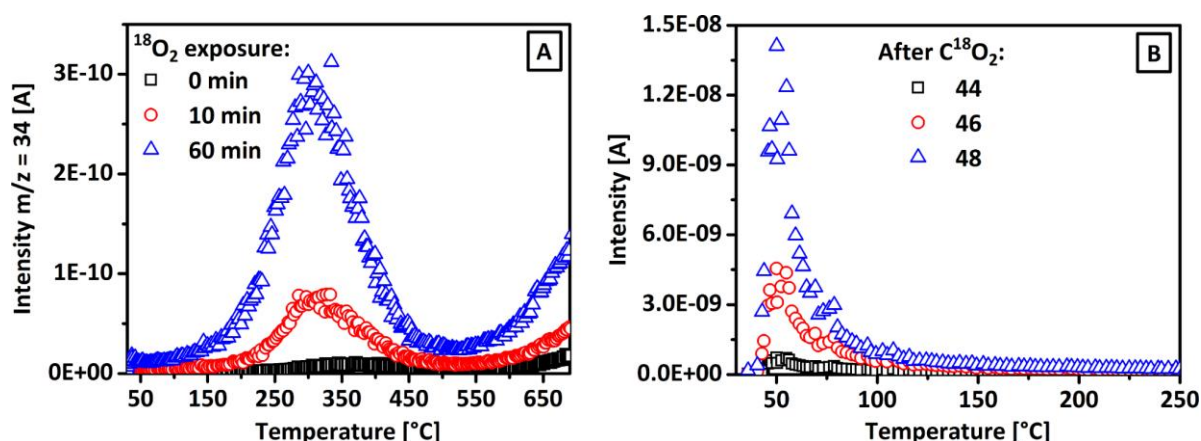 A
¹⁸O₂ exposure:
0 min
10 min
60 min
3E-10
2E-10
1E-10
0E+00
50 150 250 350 450 550 650
Intensity m/z = 34 [A]
Temperature [°C]
B
After C¹⁸O₂:
44
46
48
1.5E-08
1.2E-08
9.0E-09
6.0E-09
3.0E-09
0.0E+00
50 100 150 200 250
Intensity [A]
Temperature [°C]